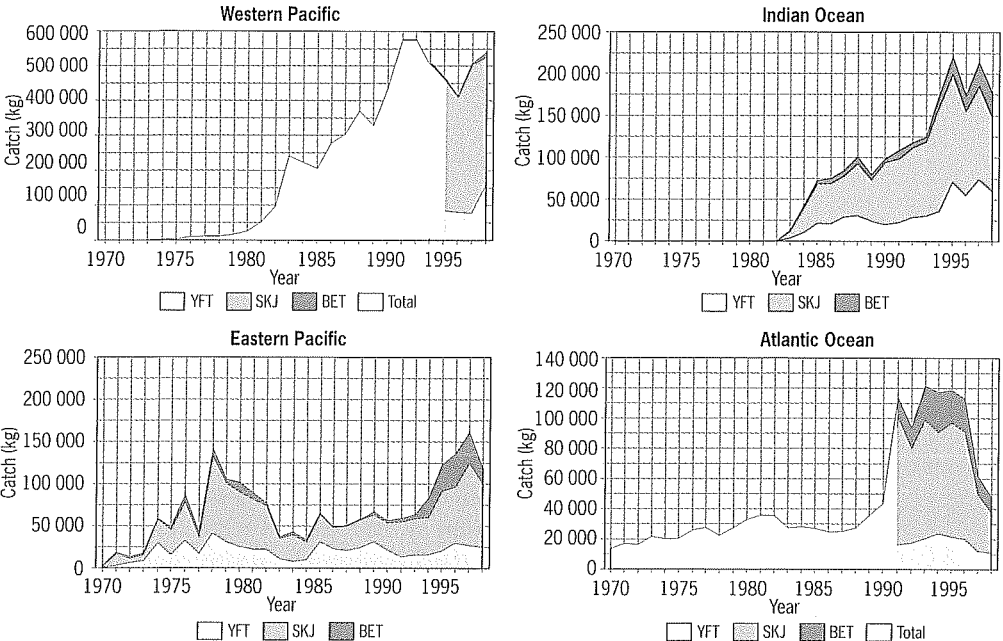 Western Pacific
600 000
500 000
400 000
300 000
200 000
100 000
0
Catch (kg)
1970 1975 1980 1985 1990 1995
Year
YFT SKJ BET Total
Indian Ocean
250 000
200 000
150 000
100 000
50 000
0
Catch (kg)
1970 1975 1980 1985 1990 1995
Year
YFT SKJ BET
Eastern Pacific
250 000
200 000
150 000
100 000
50 000
0
Catch (kg)
1970 1975 1980 1985 1990 1995
Year
YFT SKJ BET
Atlantic Ocean
140 000
120 000
100 000
80 000
60 000
40 000
20 000
0
Catch (kg)
1970 1975 1980 1985 1990 1995
Year
YFT SKJ BET Total